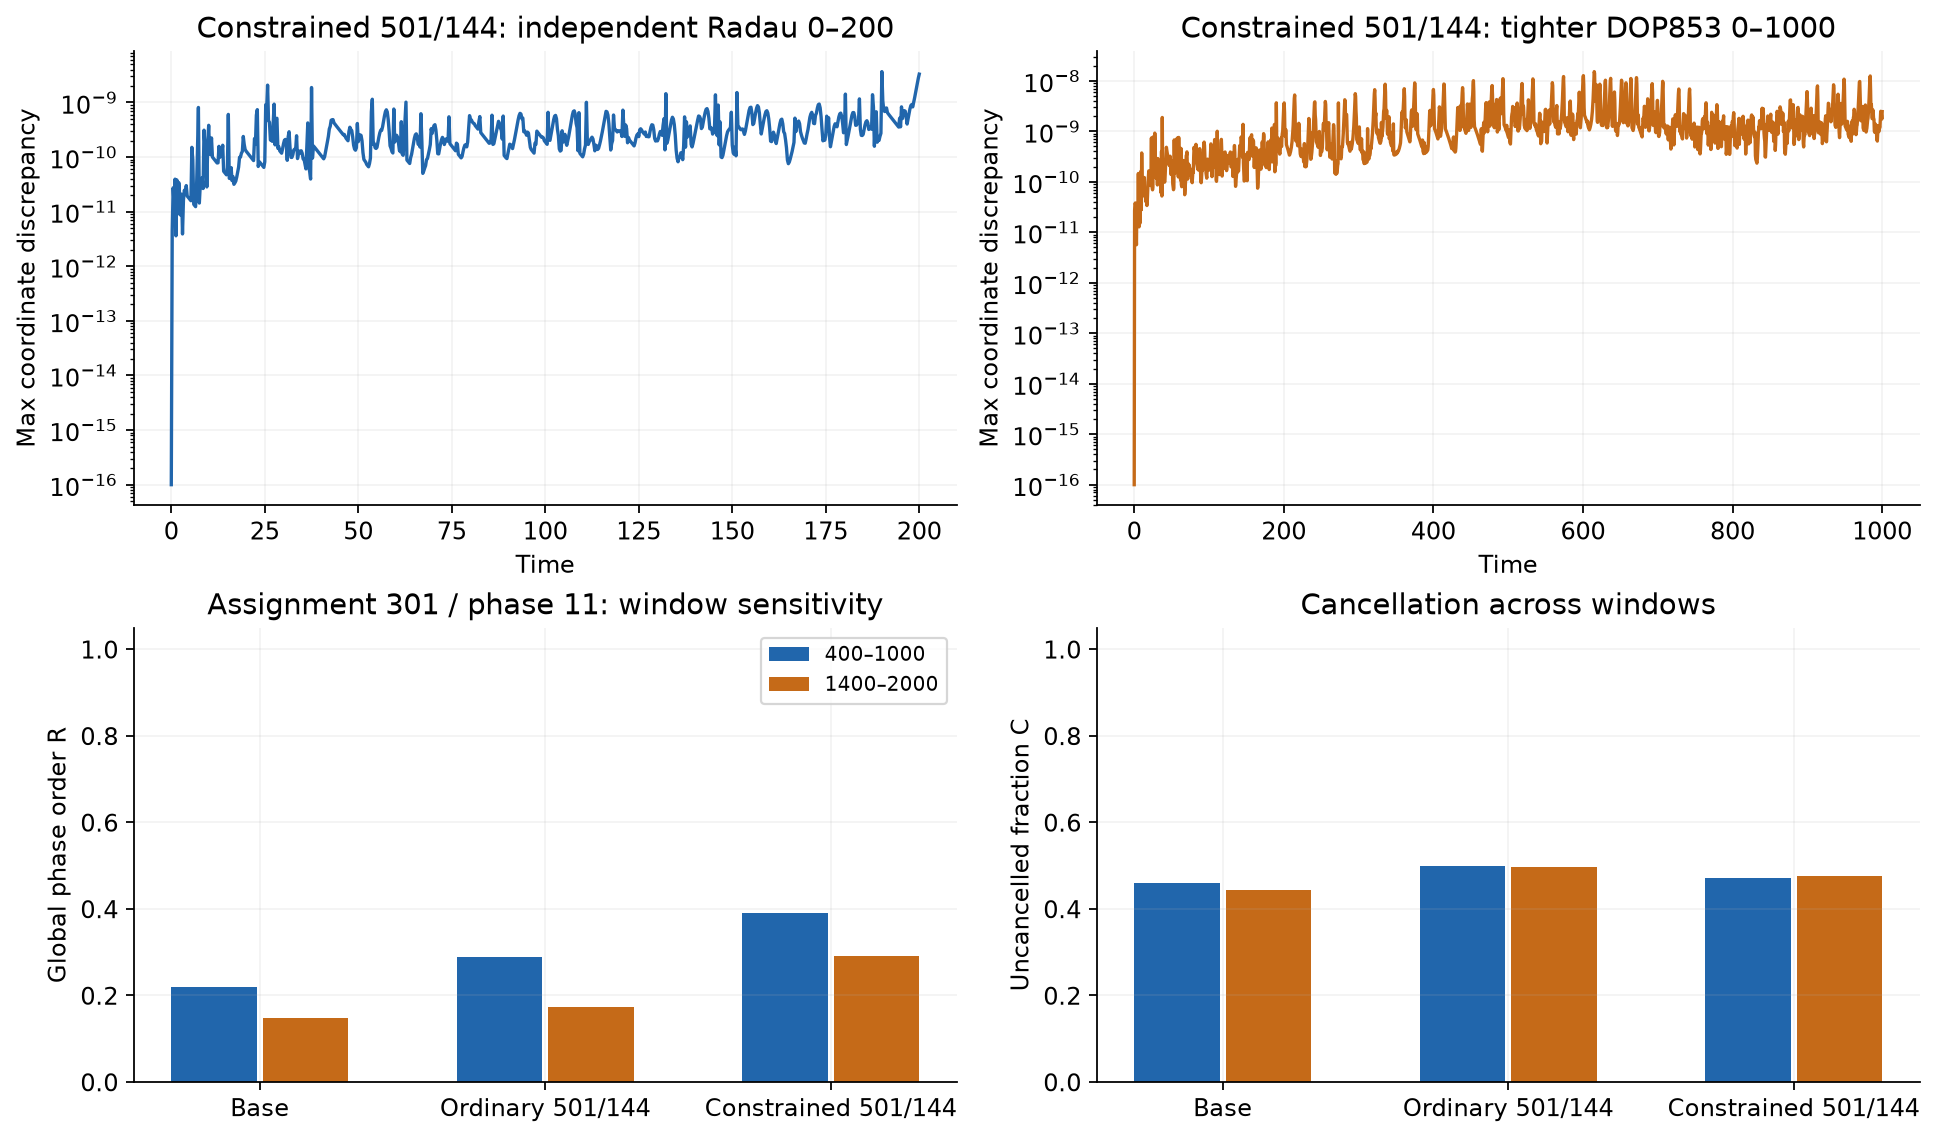 Constrained 501/144: independent Radau 0–200
Max coordinate discrepancy
10⁻⁹
10⁻¹⁰
10⁻¹¹
10⁻¹²
10⁻¹³
10⁻¹⁴
10⁻¹⁵
10⁻¹⁶
0 25 50 75 100 125 150 175 200
Time
Constrained 501/144: tighter DOP853 0–1000
Max coordinate discrepancy
10⁻⁸
10⁻⁹
10⁻¹⁰
10⁻¹¹
10⁻¹²
10⁻¹³
10⁻¹⁴
10⁻¹⁵
10⁻¹⁶
0 200 400 600 800 1000
Time
Assignment 301 / phase 11: window sensitivity
Global phase order R
1.0
0.8
0.6
0.4
0.2
0.0
400–1000
1400–2000
Base Ordinary 501/144 Constrained 501/144
Cancellation across windows
Uncancelled fraction C
1.0
0.8
0.6
0.4
0.2
0.0
Base Ordinary 501/144 Constrained 501/144